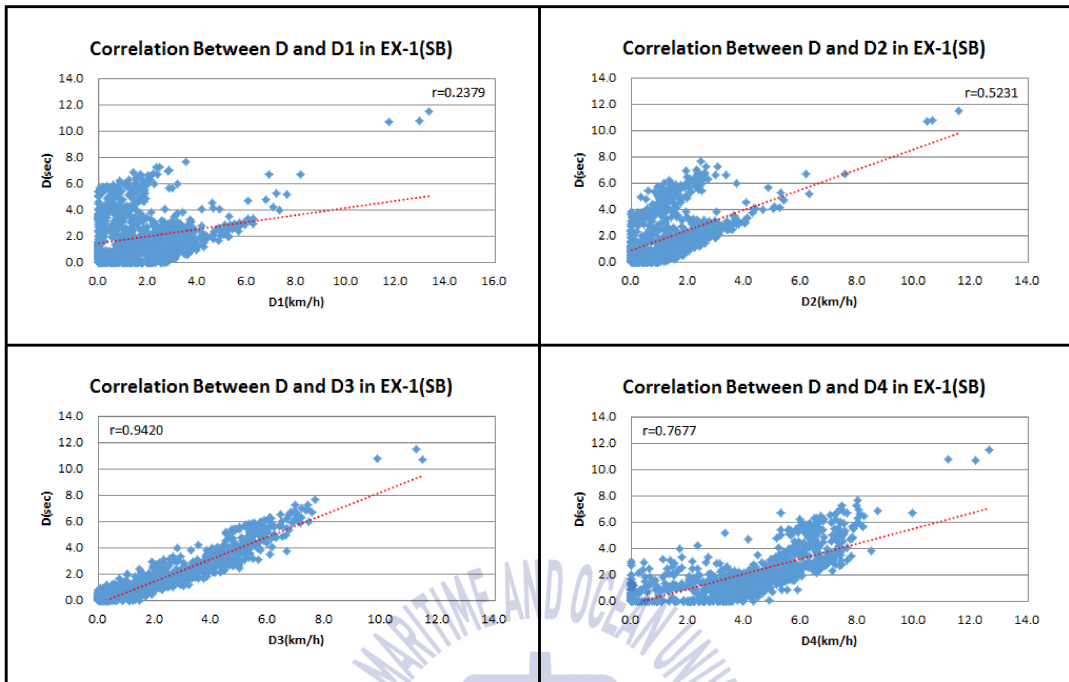 Correlation Between D and D1 in EX-1(SB)
r=0.2379
D(sec)
14.0
12.0
10.0
8.0
6.0
4.0
2.0
0.0
0.0 2.0 4.0 6.0 8.0 10.0 12.0 14.0 16.0
D1(km/h)
Correlation Between D and D2 in EX-1(SB)
r=0.5231
D(sec)
14.0
12.0
10.0
8.0
6.0
4.0
2.0
0.0
0.0 2.0 4.0 6.0 8.0 10.0 12.0 14.0
D2(km/h)
Correlation Between D and D3 in EX-1(SB)
r=0.9420
D(sec)
14.0
12.0
10.0
8.0
6.0
4.0
2.0
0.0
0.0 2.0 4.0 6.0 8.0 10.0 12.0 14.0
D3(km/h)
Correlation Between D and D4 in EX-1(SB)
r=0.7677
D(sec)
14.0
12.0
10.0
8.0
6.0
4.0
2.0
0.0
0.0 2.0 4.0 6.0 8.0 10.0 12.0 14.0
D4(km/h)
MARITIME AND OCEAN